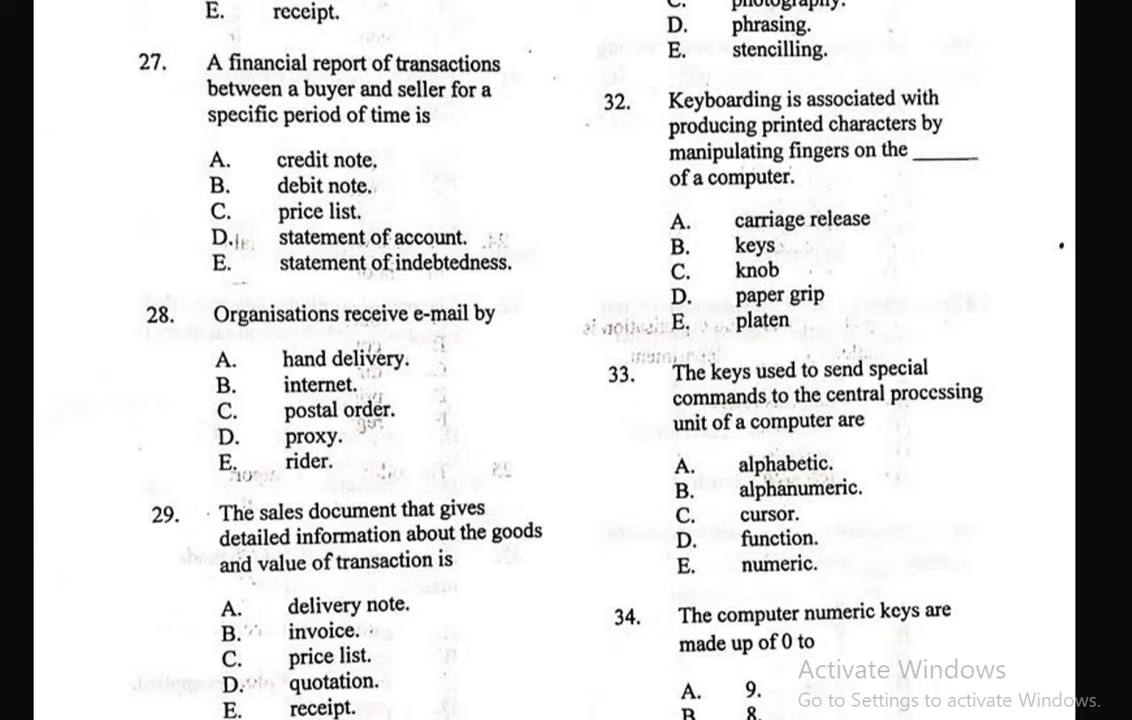 E. receipt.
27. A financial report of transactions
between a buyer and seller for a
specific period of time is
A. credit note,
B. debit note.
C. price list.
D. statement of account.
E. statement of indebtedness.
28. Organisations receive e-mail by
A. hand delivery.
B. internet.
C. postal order.
D. proxy.
E. rider.
29. The sales document that gives
detailed information about the goods
and value of transaction is
A. delivery note.
B. invoice.
C. price list.
D. quotation.
E. receipt.
C. photography.
D. phrasing.
E. stencilling.
32. Keyboarding is associated with
producing printed characters by
manipulating fingers on the ______
of a computer.
A. carriage release
B. keys
C. knob
D. paper grip
E. platen
33. The keys used to send special
commands to the central processing
unit of a computer are
A. alphabetic.
B. alphanumeric.
C. cursor.
D. function.
E. numeric.
34. The computer numeric keys are
made up of 0 to
A. 9.
B 8.
Activate Windows
Go to Settings to activate Windows.